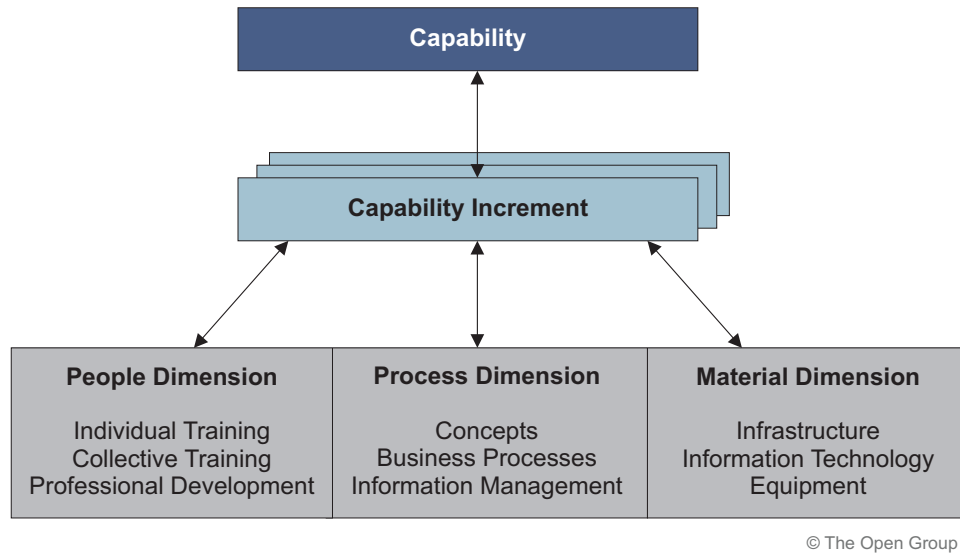 Capability
Capability Increment
People Dimension
Individual Training
Collective Training
Professional Development
Process Dimension
Concepts
Business Processes
Information Management
Material Dimension
Infrastructure
Information Technology
Equipment
© The Open Group